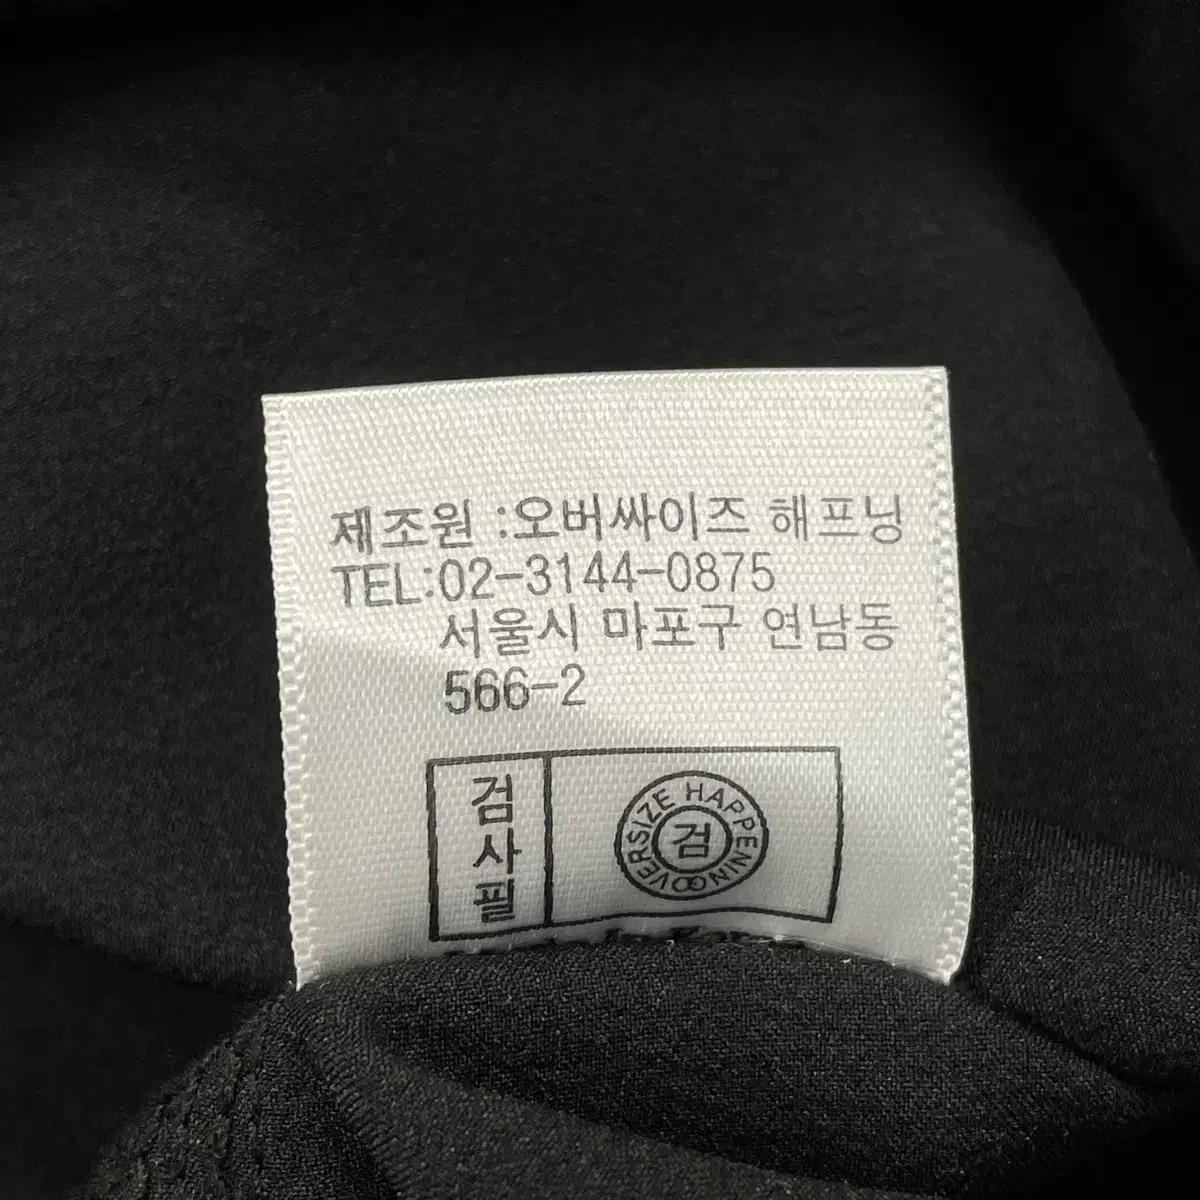 제조원 :오버싸이즈 해프닝
TEL:02-3144-0875
서울시 마포구 연남동
566-2
검사필
OVERSIZE HAPPENING
검